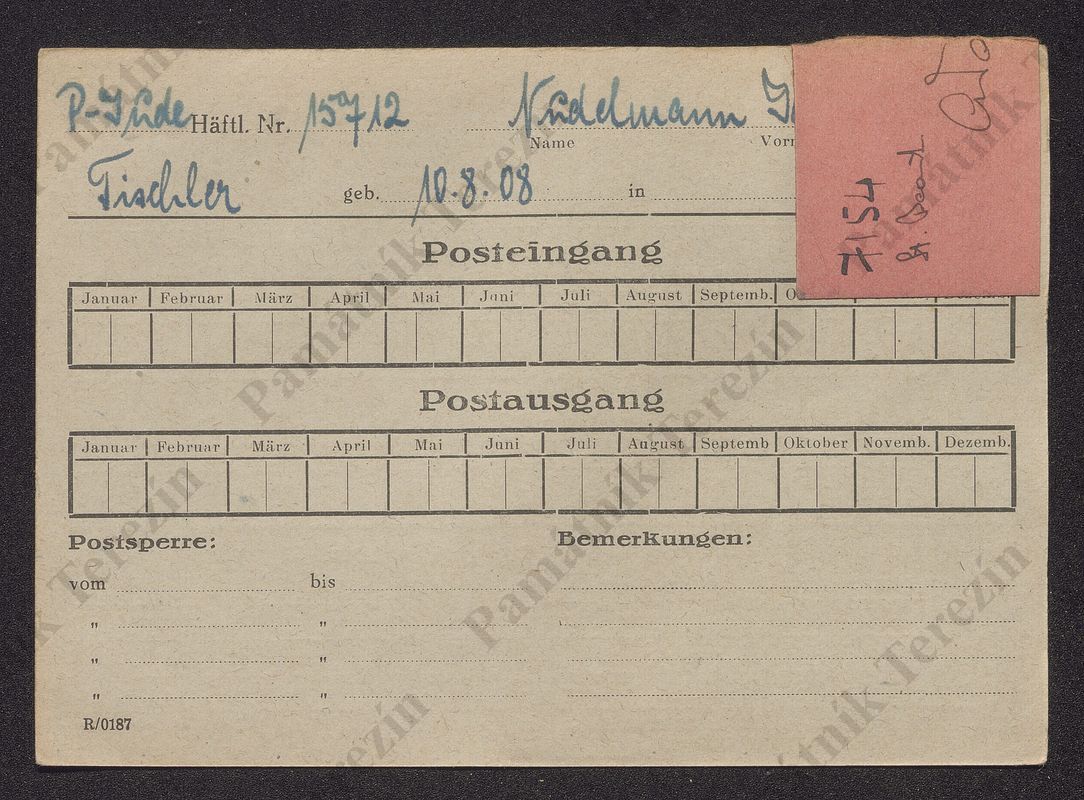 P-Jude Häftl. Nr. 15712 Nudelmann
Name Vorn
Tischler geb. 10.8.08 in
7154
Posteingang
Januar Februar März April Mai Juni Juli August Septemb.
Postausgang
Januar Februar März April Mai Juni Juli August Septemb Oktober Novemb. Dezemb.
Postsperre: Bemerkungen:
vom bis
" "
" "
" "
R/0187
Památník Terezín